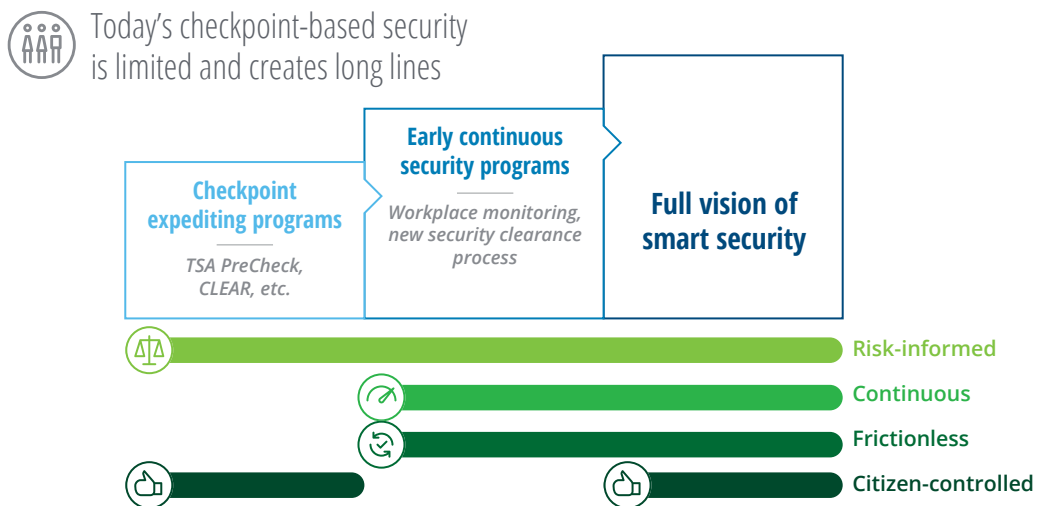 Today’s checkpoint-based security
is limited and creates long lines
Checkpoint
expediting programs
TSA PreCheck,
CLEAR, etc.
Early continuous
security programs
Workplace monitoring,
new security clearance
process
Full vision of
smart security
Risk-informed
Continuous
Frictionless
Citizen-controlled